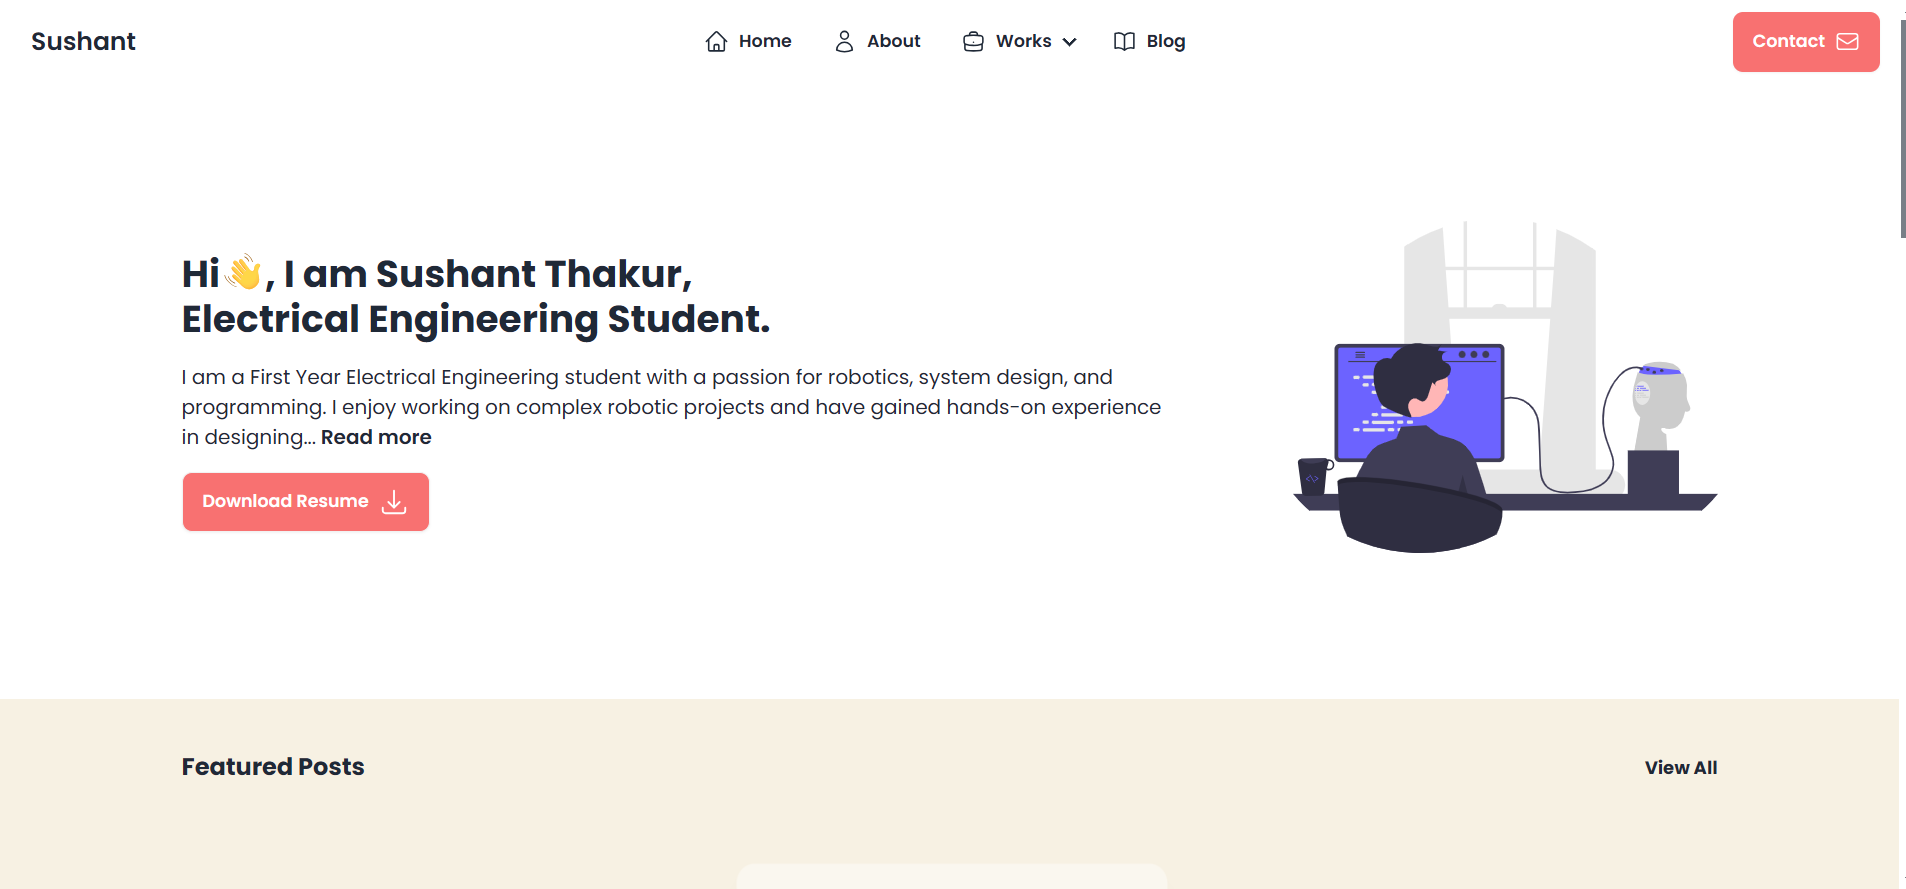 Sushant
Home
About
Works
Blog
Contact
Hi👋, I am Sushant Thakur,
Electrical Engineering Student.
I am a First Year Electrical Engineering student with a passion for robotics, system design, and
programming. I enjoy working on complex robotic projects and have gained hands-on experience
in designing... Read more
Download Resume
Featured Posts
View All